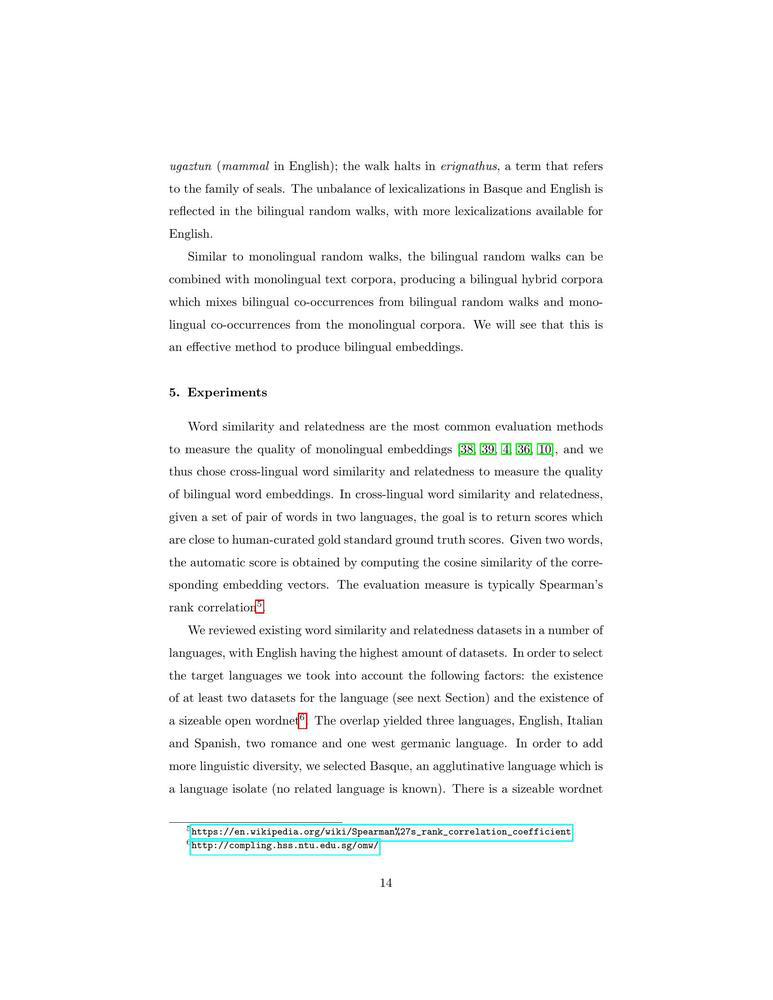 ugaztun (mammal in English); the walk halts in erignathus, a term that refers
to the family of seals. The unbalance of lexicalizations in Basque and English is
reflected in the bilingual random walks, with more lexicalizations available for
English.
Similar to monolingual random walks, the bilingual random walks can be
combined with monolingual text corpora, producing a bilingual hybrid corpora
which mixes bilingual co-occurrences from bilingual random walks and mono-
lingual co-occurrences from the monolingual corpora. We will see that this is
an effective method to produce bilingual embeddings.
5. Experiments
Word similarity and relatedness are the most common evaluation methods
to measure the quality of monolingual embeddings [38, 39, 4, 36, 10], and we
thus chose cross-lingual word similarity and relatedness to measure the quality
of bilingual word embeddings. In cross-lingual word similarity and relatedness,
given a set of pair of words in two languages, the goal is to return scores which
are close to human-curated gold standard ground truth scores. Given two words,
the automatic score is obtained by computing the cosine similarity of the corre-
sponding embedding vectors. The evaluation measure is typically Spearman's
rank correlation5.
We reviewed existing word similarity and relatedness datasets in a number of
languages, with English having the highest amount of datasets. In order to select
the target languages we took into account the following factors: the existence
of at least two datasets for the language (see next Section) and the existence of
a sizeable open wordnet6. The overlap yielded three languages, English, Italian
and Spanish, two romance and one west germanic language. In order to add
more linguistic diversity, we selected Basque, an agglutinative language which is
a language isolate (no related language is known). There is a sizeable wordnet
5https://en.wikipedia.org/wiki/Spearman%27s_rank_correlation_coefficient
6http://compling.hss.ntu.edu.sg/omw/
14